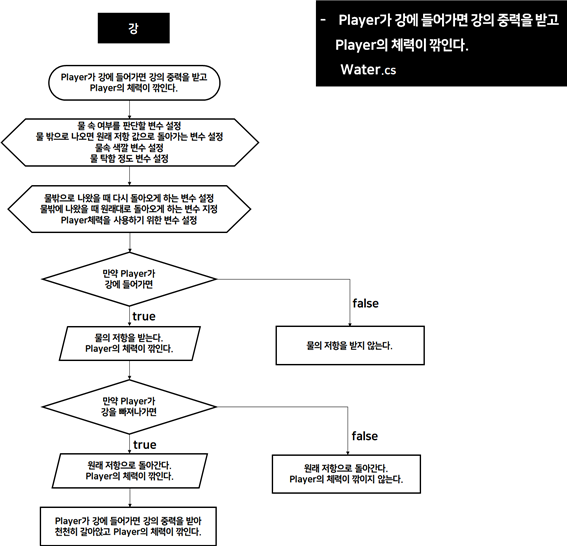 강
- Player가 강에 들어가면 강의 중력을 받고
Player의 체력이 깎인다.
Water.cs
Player가 강에 들어가면 강의 중력을 받고
Player의 체력이 깎인다.
물 속 여부를 판단할 변수 설정
물 밖으로 나오면 원래 저항 값으로 돌아가는 변수 설정
물속 색깔 변수 설정
물 탁함 정도 변수 설정
물밖으로 나왔을 때 다시 돌아오게 하는 변수 설정
물밖에 나왔을 때 원래대로 돌아오게 하는 변수 지정
Player체력을 사용하기 위한 변수 설정
만약 Player가
강에 들어가면
true
false
물의 저항을 받는다.
Player의 체력이 깎인다.
물의 저항을 받지 않는다.
만약 Player가
강을 빠져나가면
true
false
원래 저항으로 돌아간다.
Player의 체력이 깎인다.
원래 저항으로 돌아간다.
Player의 체력이 깎이지 않는다.
Player가 강에 들어가면 강의 중력을 받아
천천히 갈아앉고 Player의 체력이 깎인다.